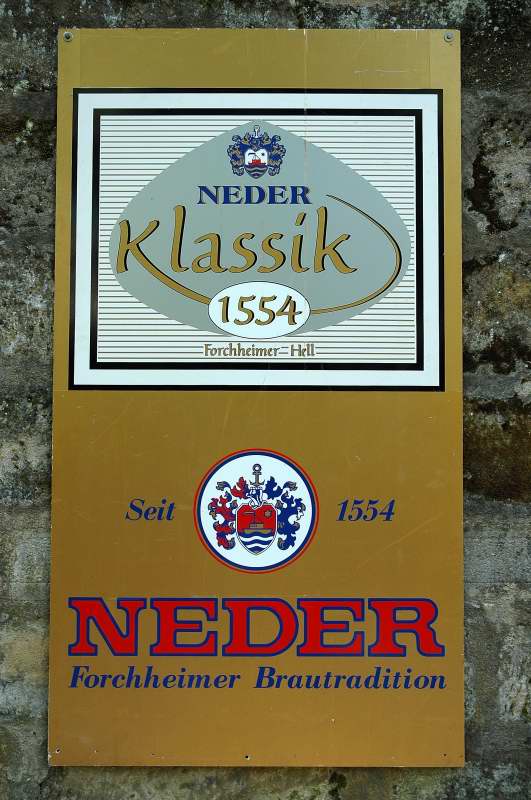 NEDER
Klassik
1554
Forchheimer=Hell
Seit 1554
NEDER
Forchheimer Brautradition